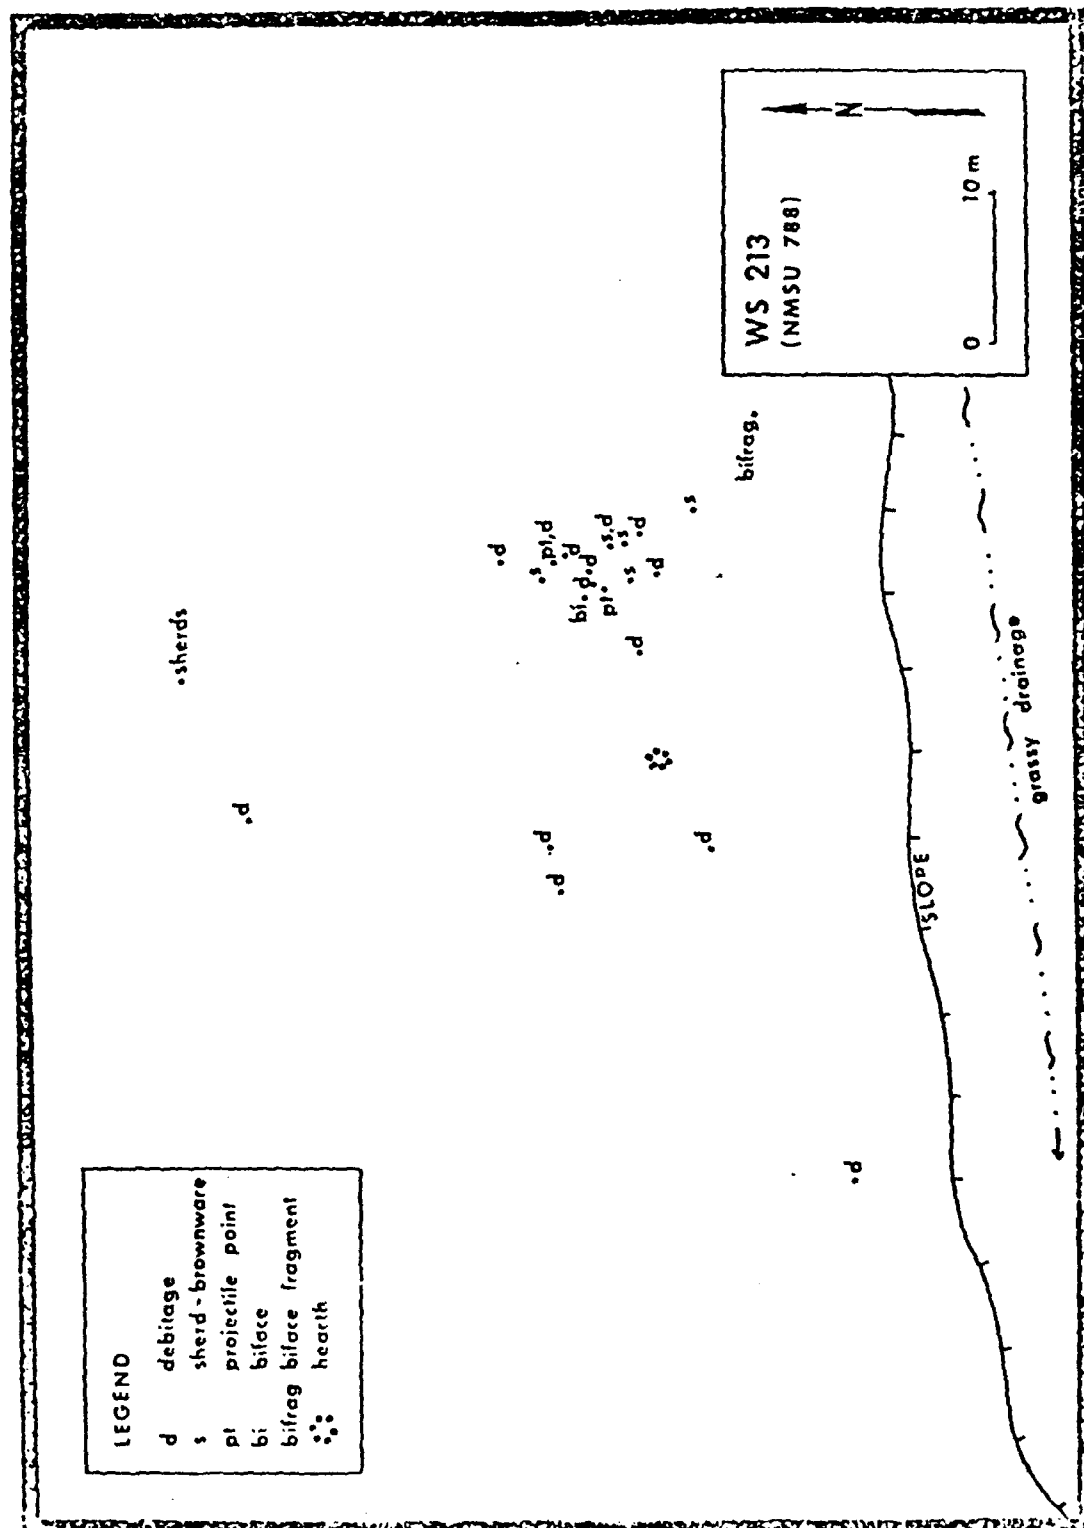 LEGEND
d debitage
s sherd-brownware
pt projectile point
bi biface
bifrag biface fragment
hearth
sherds
d
d
s
pt,d
d
d
d
bi
d
d
s,d
pt
s
s
d
d
d
s
d
bifrag.
d
SLOPE
grassy drainage
WS 213
(NMSU 788)
N
0 10 m